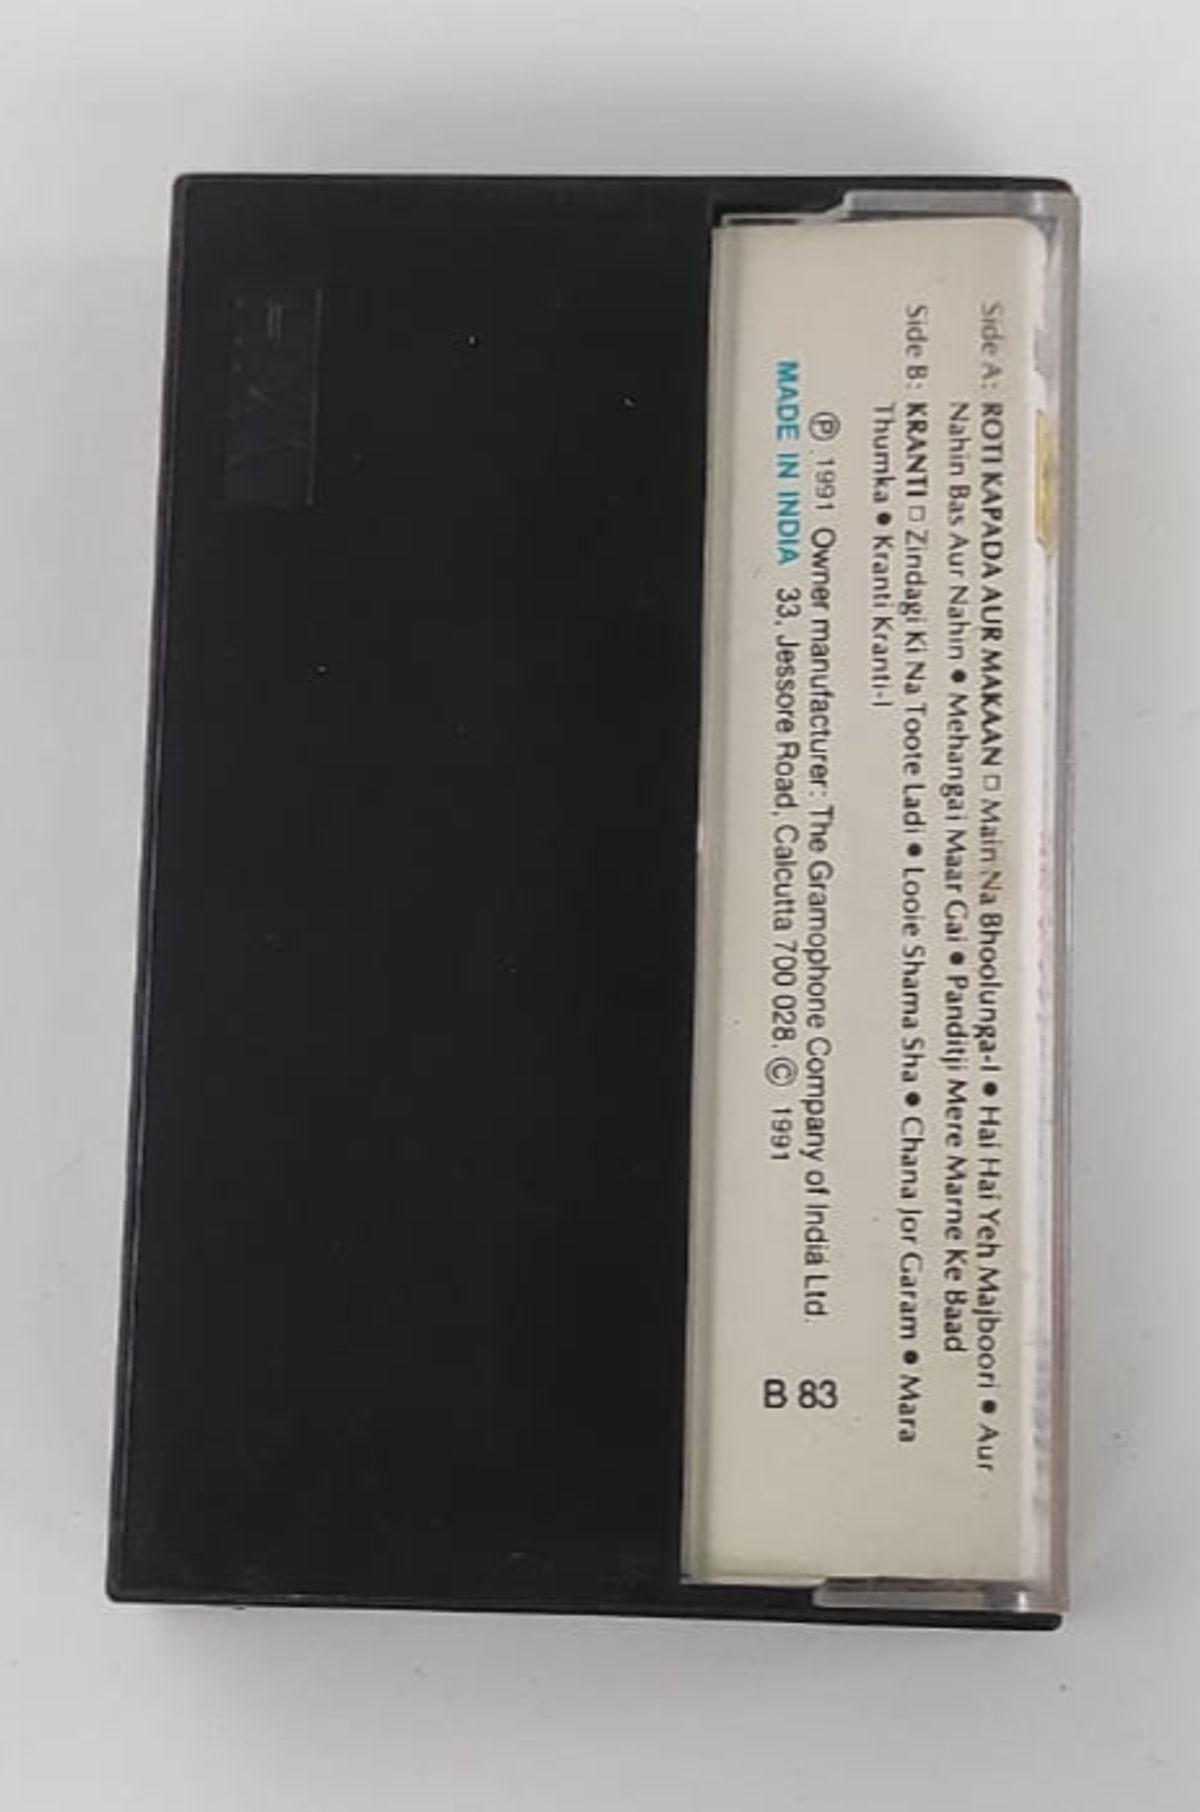 Side A: ROTI KAPADA AUR MAKAAN □ Main Na Bhoolunga-I ● Hai Hai Yeh Majboori ● Aur
Nahin Bas Aur Nahin ● Mehangai Maar Gai ● Panditji Mere Marne Ke Baad
Side B: KRANTI □ Zindagi Ki Na Toote Ladi ● Looie Shama Sha ● Chana Jor Garam ● Mara
Thumka ● Kranti Kranti-I
Ⓟ 1991 Owner manufacturer: The Gramophone Company of India Ltd.
MADE IN INDIA 33, Jessore Road, Calcutta 700 028. © 1991
B 83